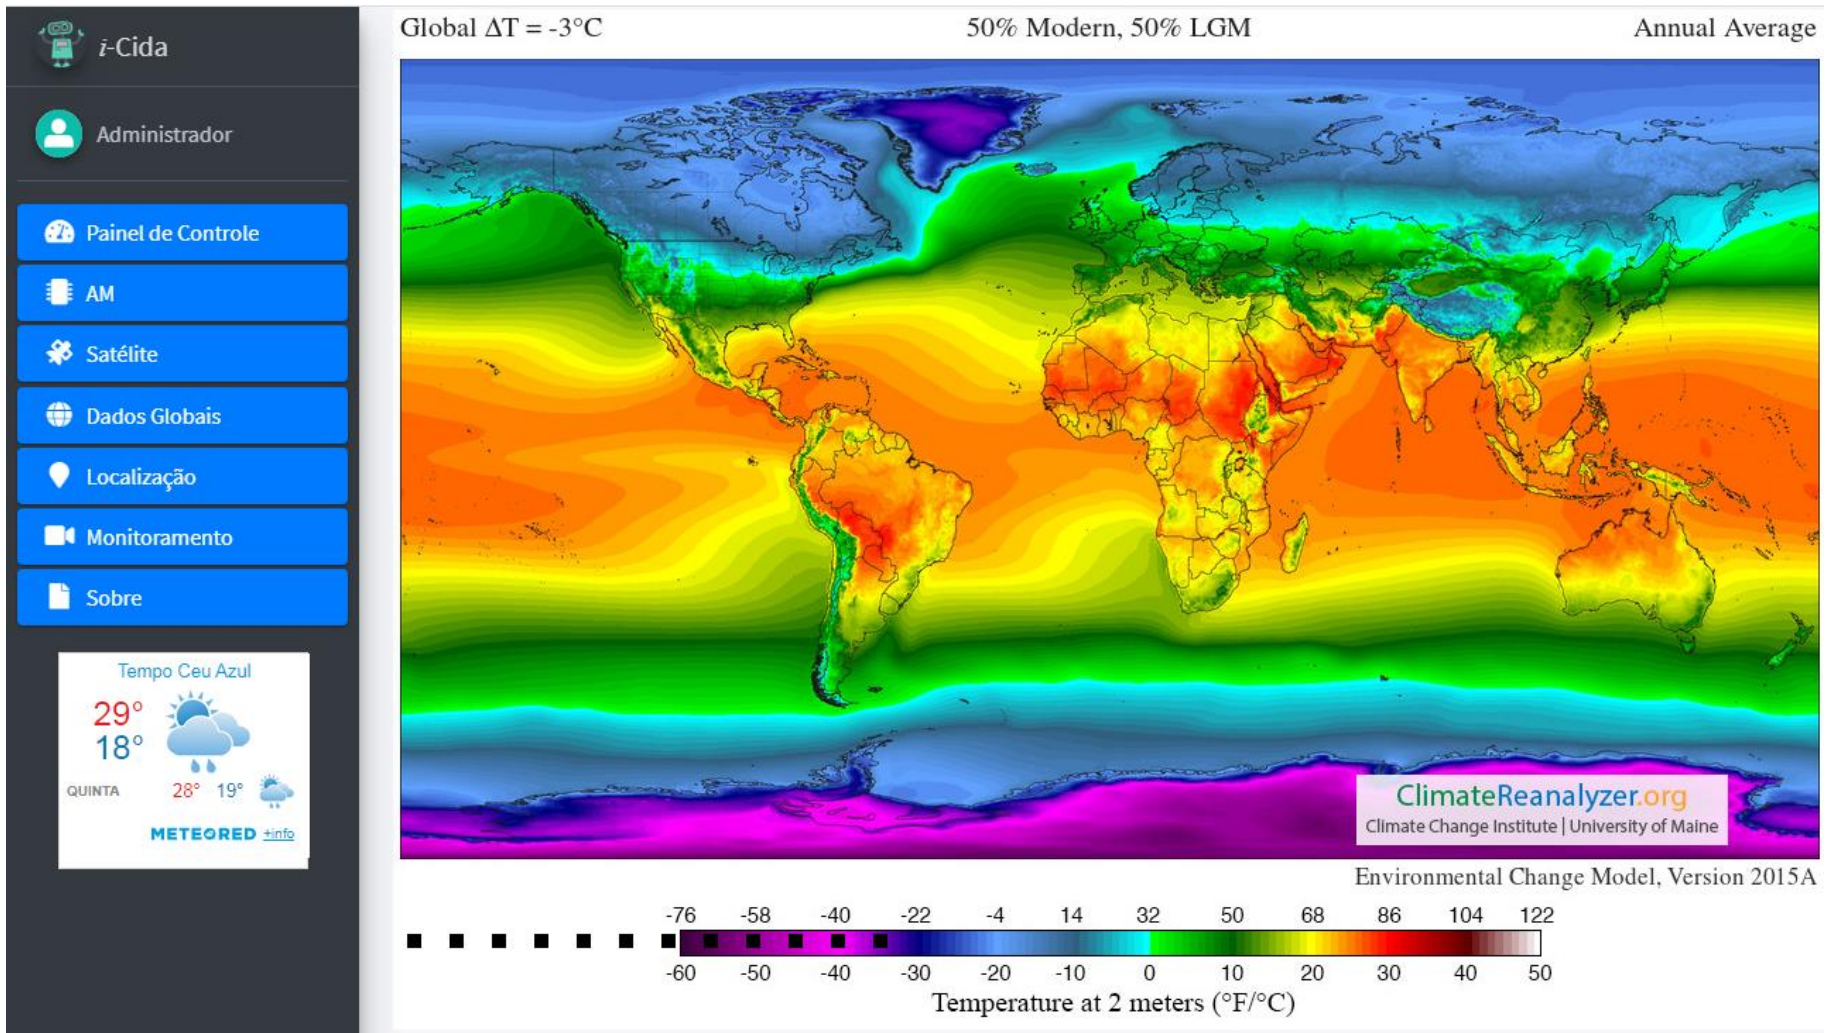 i-Cida
Administrador
Painel de Controle
AM
Satélite
Dados Globais
Localização
Monitoramento
Sobre
Tempo Ceu Azul
29°
18°
QUINTA 28° 19°
METEORED +info
Global ΔT = -3°C 50% Modern, 50% LGM Annual Average
ClimateReanalyzer.org
Climate Change Institute | University of Maine
Environmental Change Model, Version 2015A
-76 -58 -40 -22 -4 14 32 50 68 86 104 122
-60 -50 -40 -30 -20 -10 0 10 20 30 40 50
Temperature at 2 meters (°F/°C)